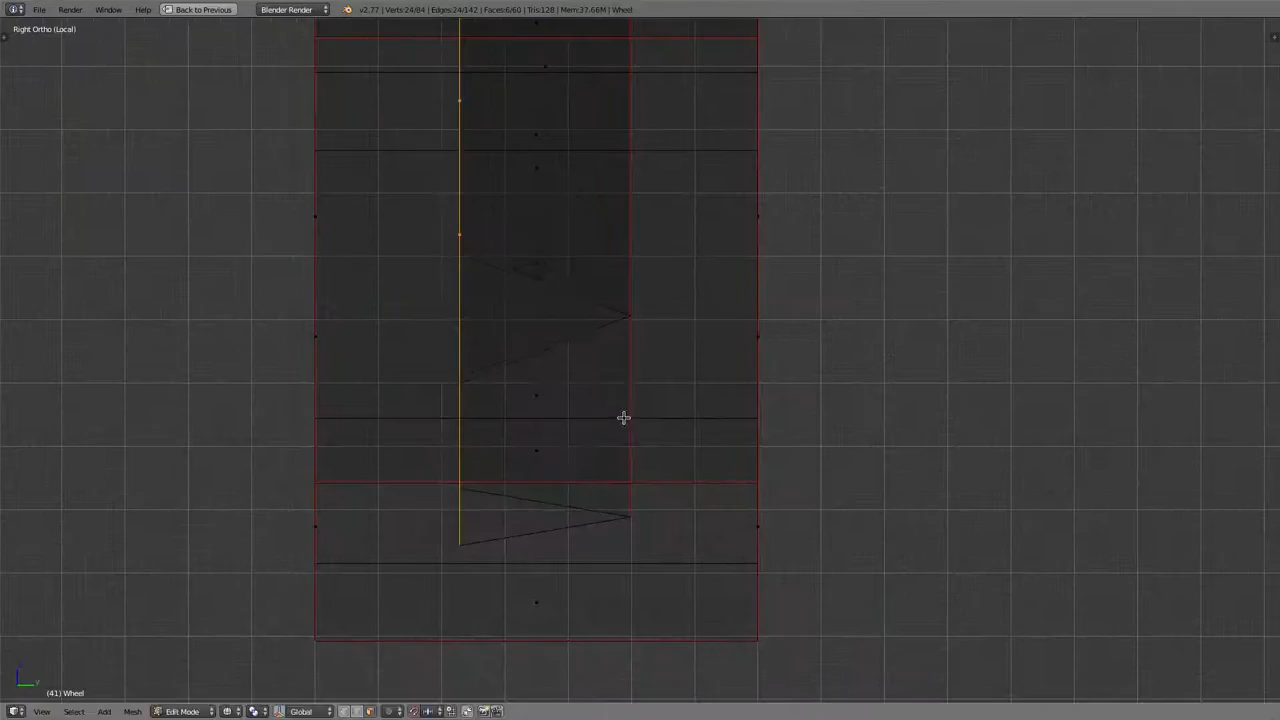 File Render Window Help Back to Previous Blender Render v2.77 | Verts:24/84 | Edges:24/142 | Faces:6/60 | Tris:128 | Mem:37.66M | Wheel
Right Ortho (Local)
(41) Wheel
View Select Add Mesh Edit Mode Global